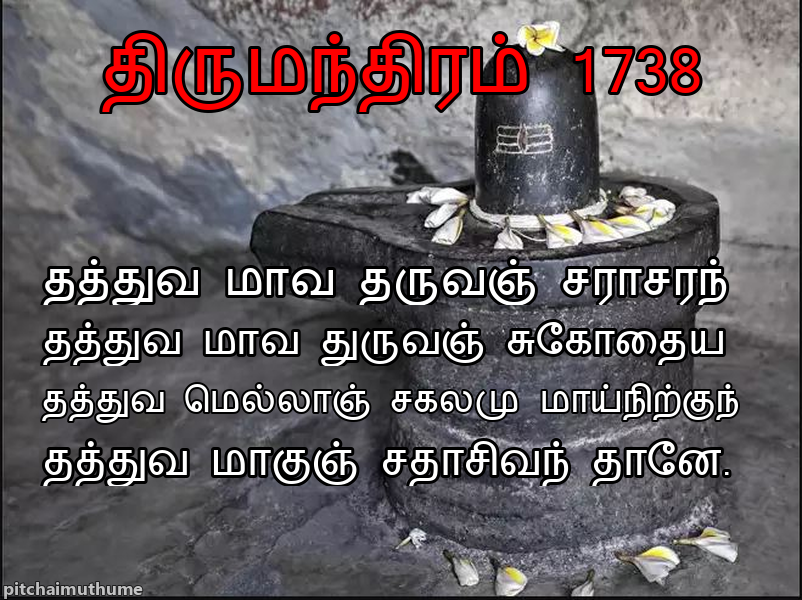 திருமந்திரம் 1738
தத்துவ மாவ தருவஞ் சராசரந்
தத்துவ மாவ துருவஞ் சுகோதைய
தத்துவ மெல்லாஞ் சகலமு மாய்நிற்குந்
தத்துவ மாகுஞ் சதாசிவந் தானே.
pitchaimuthume